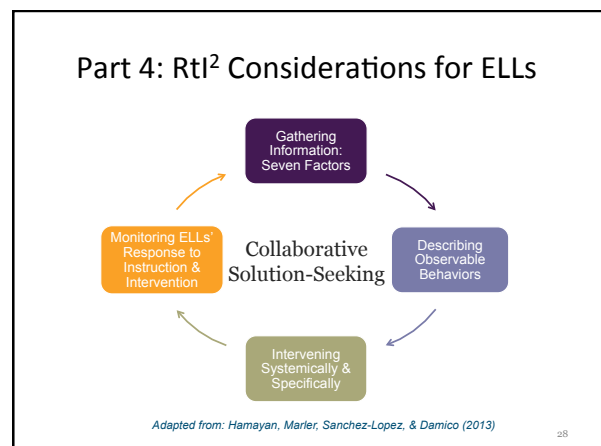 Part 4: RtI² Considerations for ELLs
Gathering
Information:
Seven Factors
Monitoring ELLs'
Response to
Instruction &
Intervention
Collaborative
Solution-Seeking
Describing
Observable
Behaviors
Intervening
Systemically &
Specifically
Adapted from: Hamayan, Marler, Sanchez-Lopez, & Damico (2013)
28